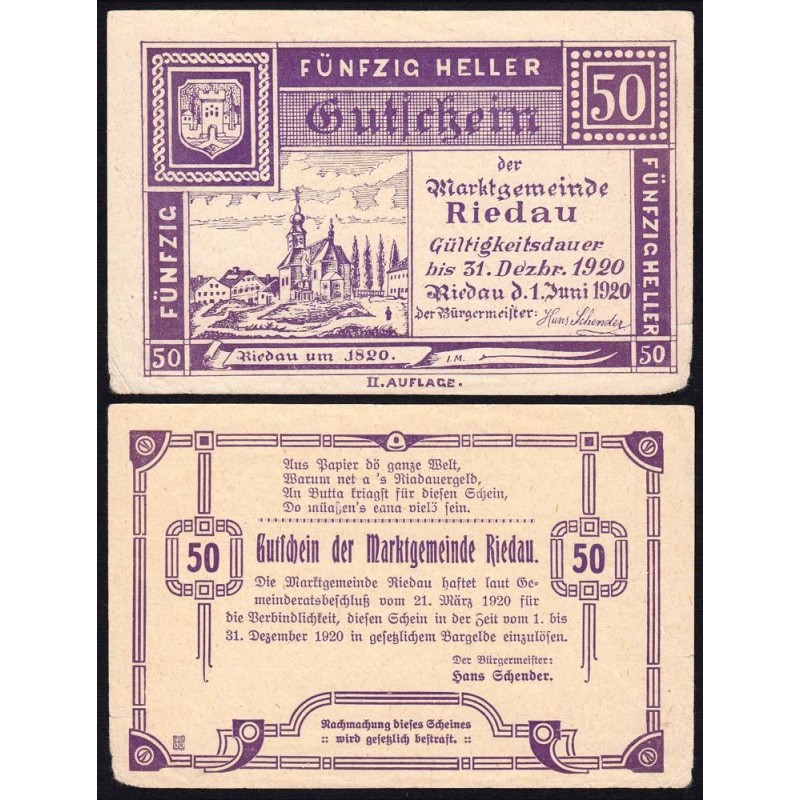 FÜNFZIG HELLER
50
Gutschein
der
Marktgemeinde
Riedau
Gültigkeitsdauer
bis 31. Dezbr. 1920
Riedau d. 1. Juni 1920
der Bürgermeister: Hans Schender
FÜNFZIG
FÜNFZIG HELLER
50
Riedau um 1820.
I.M.
50
II. AUFLAGE.
Aus Papier dö ganze Welt,
Warum net a 's Riadauergeld,
An Butta kriagst für diesen Schein,
Do müaßen's eana vielö sein.
50
Gutschein der Marktgemeinde Riedau.
50
Die Marktgemeinde Riedau haftet laut Ge-
meinderatsbeschluß vom 21. März 1920 für
die Verbindlichkeit, diesen Schein in der Zeit vom 1. bis
31. Dezember 1920 in gesetzlichem Bargelde einzulösen.
Der Bürgermeister:
Hans Schender.
Nachmachung dieses Scheines
:: wird gesetzlich bestraft. ::